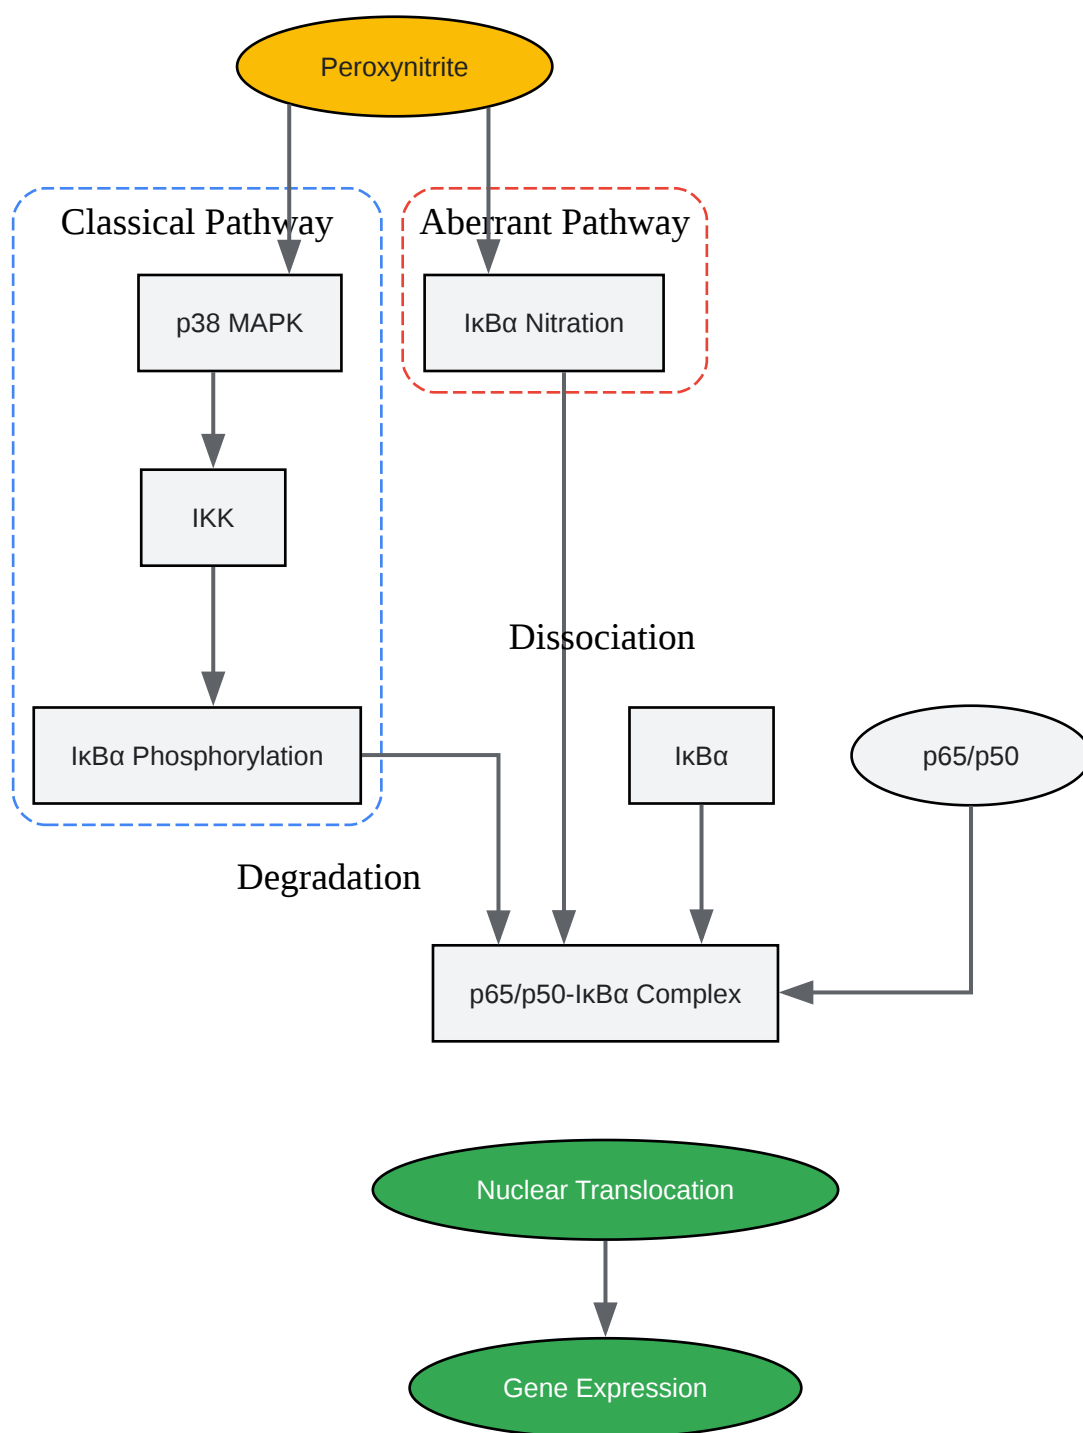 Peroxynitrite
Classical Pathway
Aberrant Pathway
p38 MAPK
IκBα Nitration
IKK
Dissociation
IκBα Phosphorylation
IκBα
p65/p50
Degradation
p65/p50-IκBα Complex
Nuclear Translocation
Gene Expression